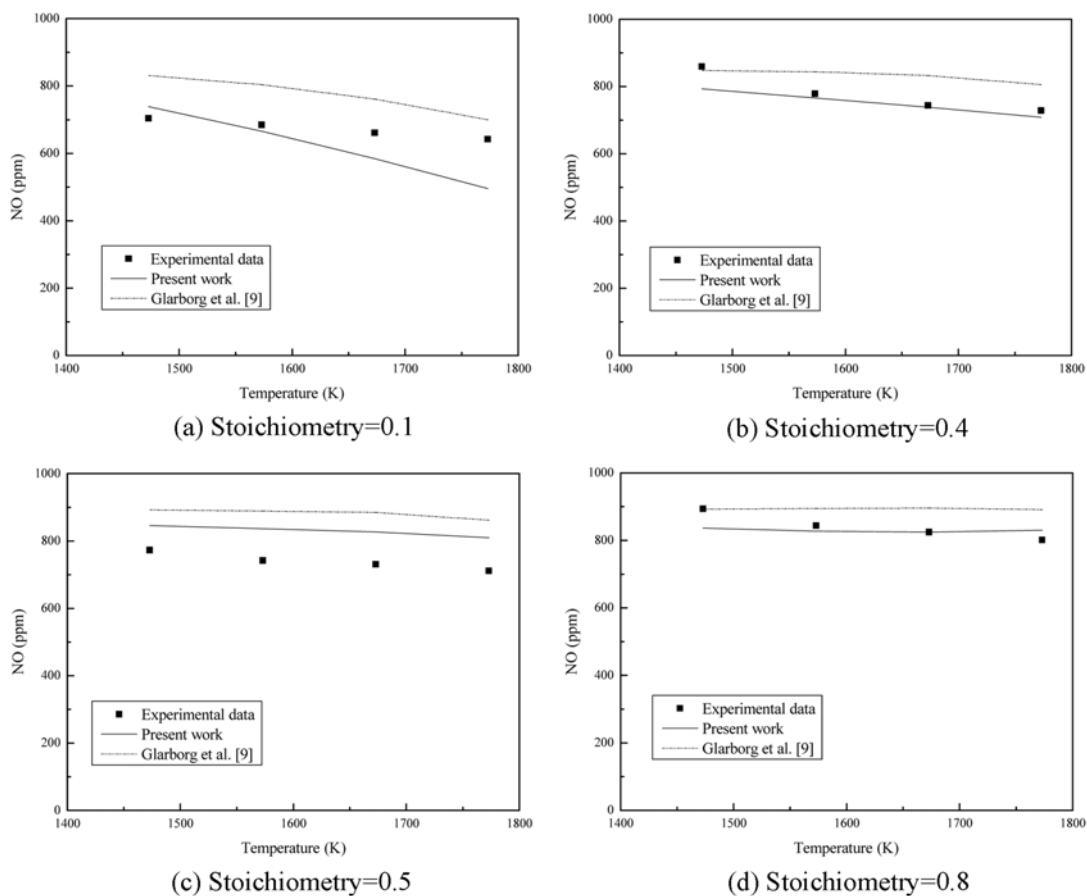 1000
800
600
400
200
0
NO (ppm)
Experimental data
Present work
Glarborg et al. [9]
1400 1500 1600 1700 1800
Temperature (K)
(a) Stoichiometry=0.1
1000
800
600
400
200
0
NO (ppm)
Experimental data
Present work
Glarborg et al. [9]
1400 1500 1600 1700 1800
Temperature (K)
(b) Stoichiometry=0.4
1000
800
600
400
200
0
NO (ppm)
Experimental data
Present work
Glarborg et al. [9]
1400 1500 1600 1700 1800
Temperature (K)
(c) Stoichiometry=0.5
1000
800
600
400
200
0
NO (ppm)
Experimental data
Present work
Glarborg et al. [9]
1400 1500 1600 1700 1800
Temperature (K)
(d) Stoichiometry=0.8